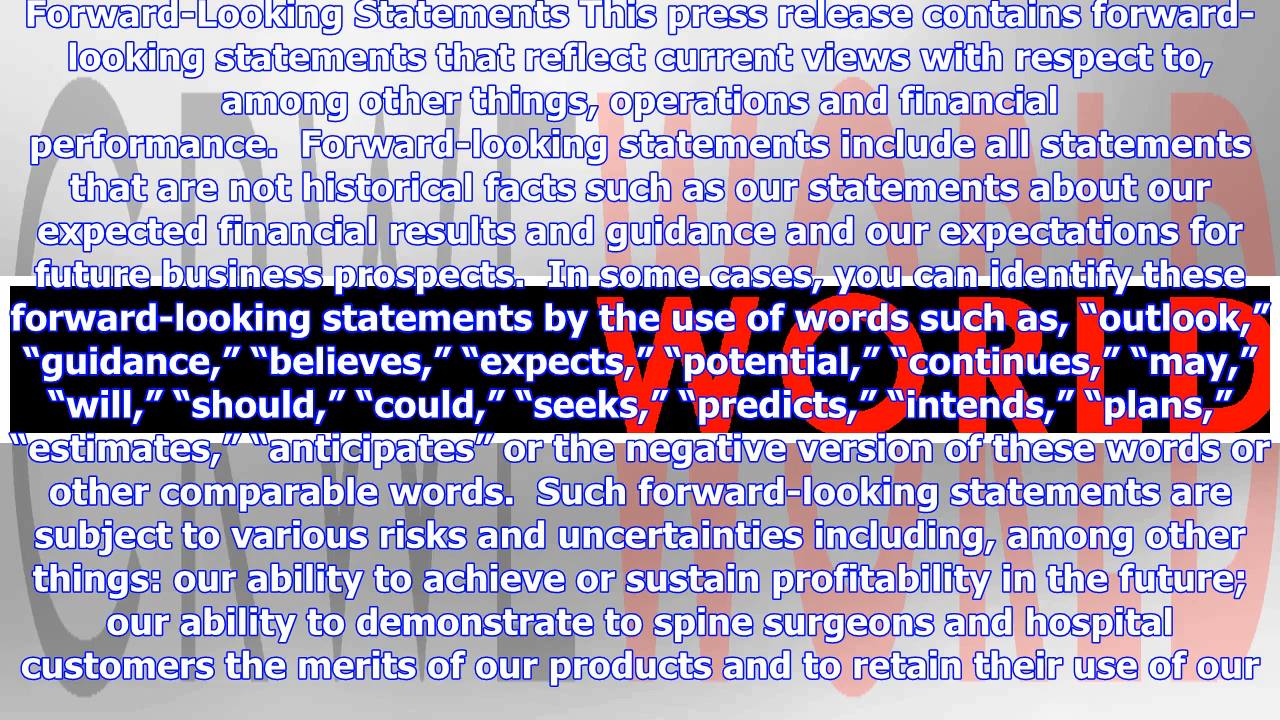 Forward-Looking Statements This press release contains forward-
looking statements that reflect current views with respect to,
among other things, operations and financial
performance.  Forward-looking statements include all statements
that are not historical facts such as our statements about our
expected financial results and guidance and our expectations for
future business prospects.  In some cases, you can identify these
forward-looking statements by the use of words such as, “outlook,”
“guidance,” “believes,” “expects,” “potential,” “continues,” “may,”
“will,” “should,” “could,” “seeks,” “predicts,” “intends,” “plans,”
“estimates,” “anticipates” or the negative version of these words or
other comparable words.  Such forward-looking statements are
subject to various risks and uncertainties including, among other
things: our ability to achieve or sustain profitability in the future;
our ability to demonstrate to spine surgeons and hospital
customers the merits of our products and to retain their use of our
WORLD